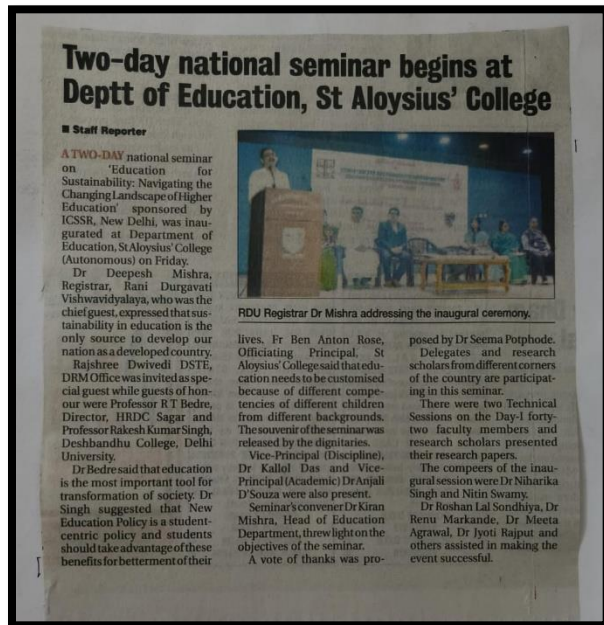 Two-day national seminar begins at
Deptt of Education, St Aloysius' College
■ Staff Reporter
A TWO-DAY national seminar
on 'Education for
Sustainability: Navigating the
Changing Landscape of Higher
Education' sponsored by
ICSSR, New Delhi, was inau-
gurated at Department of
Education, St Aloysius' College
(Autonomous) on Friday.
Dr Deepesh Mishra,
Registrar, Rani Durgavati
Vishwavidyalaya, who was the
chief guest, expressed that sus-
tainability in education is the
only source to develop our
nation as a developed country.
Rajshree Dwivedi DSTE,
DRM Office was invited as spe-
cial guest while guests of hon-
our were Professor R T Bedre,
Director, HRDC Sagar and
Professor Rakesh Kumar Singh,
Deshbandhu College, Delhi
University.
Dr Bedre said that education
is the most important tool for
transformation of society. Dr
Singh suggested that New
Education Policy is a student-
centric policy and students
should take advantage of these
benefits for betterment of their
RDU Registrar Dr Mishra addressing the inaugural ceremony.
lives. Fr Ben Anton Rose,
Officiating Principal, St
Aloysius' College said that edu-
cation needs to be customised
because of different compe-
tencies of different children
from different backgrounds.
The souvenir of the seminar was
released by the dignitaries.
Vice-Principal (Discipline),
Dr Kallol Das and Vice-
Principal (Academic) Dr Anjali
D'Souza were also present.
Seminar's convener Dr Kiran
Mishra, Head of Education
Department, threw light on the
objectives of the seminar.
A vote of thanks was pro-
posed by Dr Seema Potphode.
Delegates and research
scholars from different corners
of the country are participat-
ing in this seminar.
There were two Technical
Sessions on the Day-1 forty-
two faculty members and
research scholars presented
their research papers.
The compeers of the inau-
gural session were Dr Niharika
Singh and Nitin Swamy.
Dr Roshan Lal Sondhiya, Dr
Renu Markande, Dr Meeta
Agrawal, Dr Jyoti Rajput and
others assisted in making the
event successful.